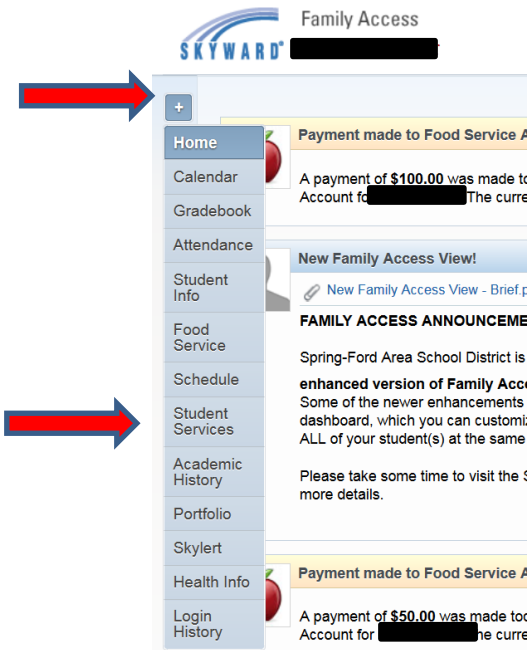 Family Access
SKYWARD
+
Home
Calendar
Gradebook
Attendance
Student
Info
Food
Service
Schedule
Student
Services
Academic
History
Portfolio
Skylert
Health Info
Login
History
Payment made to Food Service A
A payment of $100.00 was made to
Account fo The curre
New Family Access View!
New Family Access View - Brief.p
FAMILY ACCESS ANNOUNCEME
Spring-Ford Area School District is
enhanced version of Family Acce
Some of the newer enhancements
dashboard, which you can customiz
ALL of your student(s) at the same
Please take some time to visit the S
more details.
Payment made to Food Service A
A payment of $50.00 was made to
Account for he curre